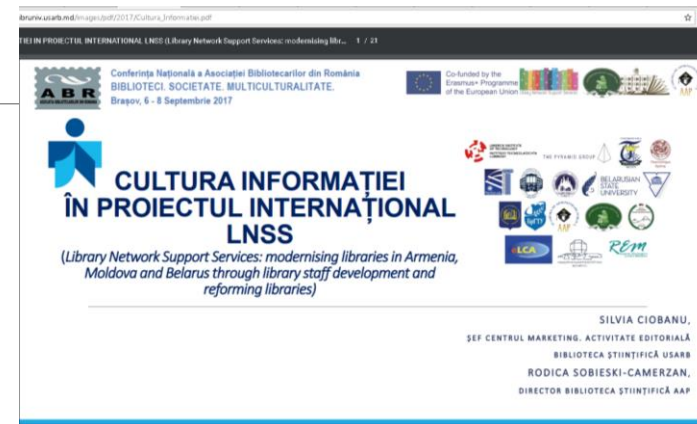 bruniv.usarb.md/images/pdf/2017/Cultura_Informatiei.pdf
ȚIEI IN PROIECTUL INTERNATIONAL LNSS (Library Network Support Services: modernising libr... 1 / 21
ABR
Conferința Națională a Asociației Bibliotecarilor din România
BIBLIOTECI. SOCIETATE. MULTICULTURALITATE.
Brașov, 6 - 8 Septembrie 2017
Co-funded by the
Erasmus+ Programme
of the European Union
AAP
CULTURA INFORMAȚIEI
ÎN PROIECTUL INTERNAȚIONAL
LNSS
(Library Network Support Services: modernising libraries in Armenia,
Moldova and Belarus through library staff development and
reforming libraries)
THE PYRAMID GROUP
BELARUSIAN
STATE
UNIVERSITY
AAP
eLCA
REM
SILVIA CIOBANU,
ȘEF CENTRUL MARKETING. ACTIVITATE EDITORIALĂ
BIBLIOTECA ȘTIINȚIFICĂ USARB
RODICA SOBIESKI-CAMERZAN,
DIRECTOR BIBLIOTECA ȘTIINȚIFICĂ AAP